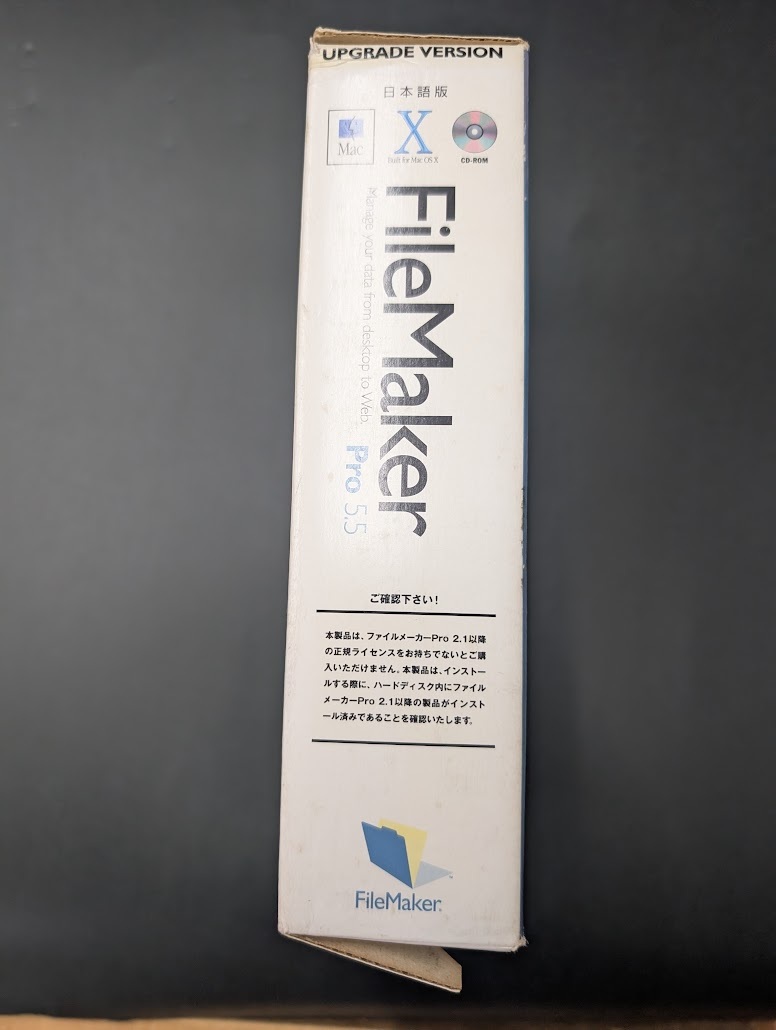 UPGRADE VERSION
日本語版
Mac
X
Built for Mac OS X
CD-ROM
FileMaker
Manage your data from desktop to Web.
Pro 5.5
ご確認下さい!
本製品は、ファイルメーカーPro 2.1以降
の正規ライセンスをお持ちでないとご購
入いただけません。本製品は、インストー
ルする際に、ハードディスク内にファイル
メーカーPro 2.1以降の製品がインスト
ール済みであることを確認いたします。
FileMaker